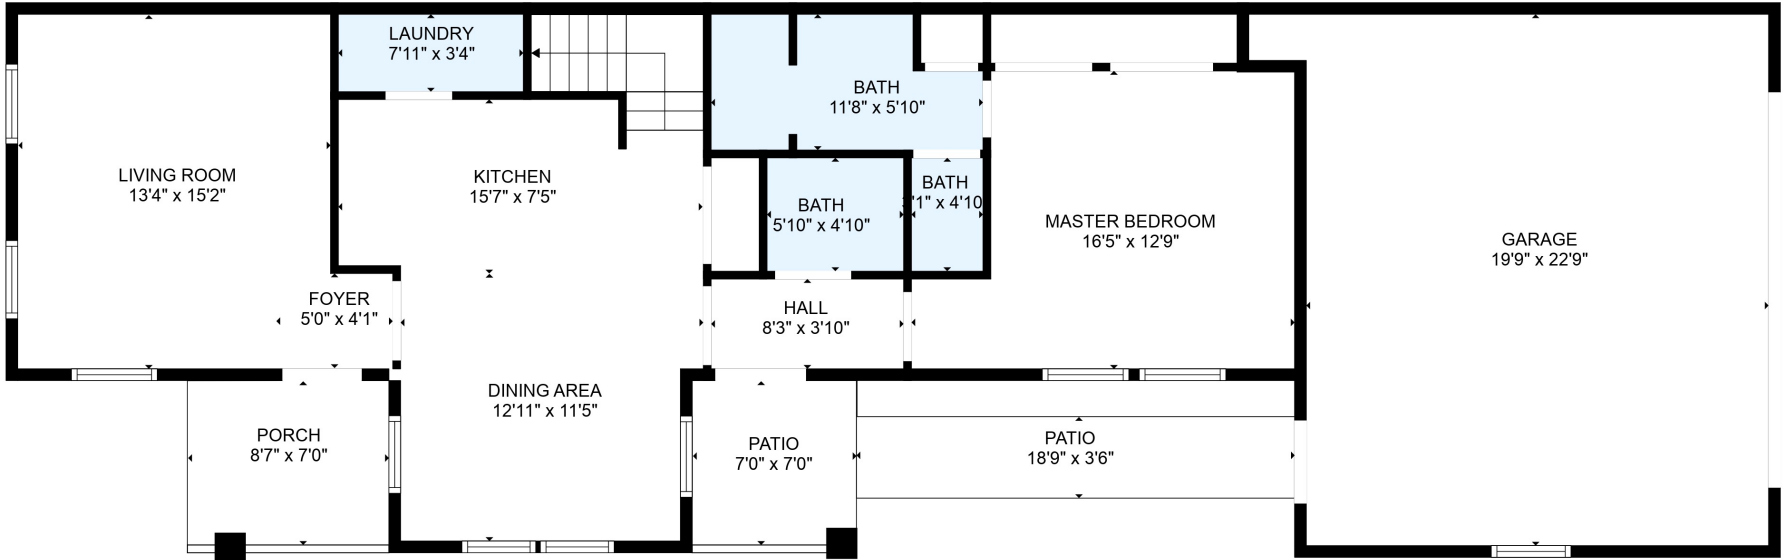 LAUNDRY
7'11" x 3'4"
BATH
11'8" x 5'10"
LIVING ROOM
13'4" x 15'2"
KITCHEN
15'7" x 7'5"
BATH
5'10" x 4'10"
BATH
'1" x 4'10
MASTER BEDROOM
16'5" x 12'9"
GARAGE
19'9" x 22'9"
FOYER
5'0" x 4'1"
HALL
8'3" x 3'10"
DINING AREA
12'11" x 11'5"
PORCH
8'7" x 7'0"
PATIO
7'0" x 7'0"
PATIO
18'9" x 3'6"